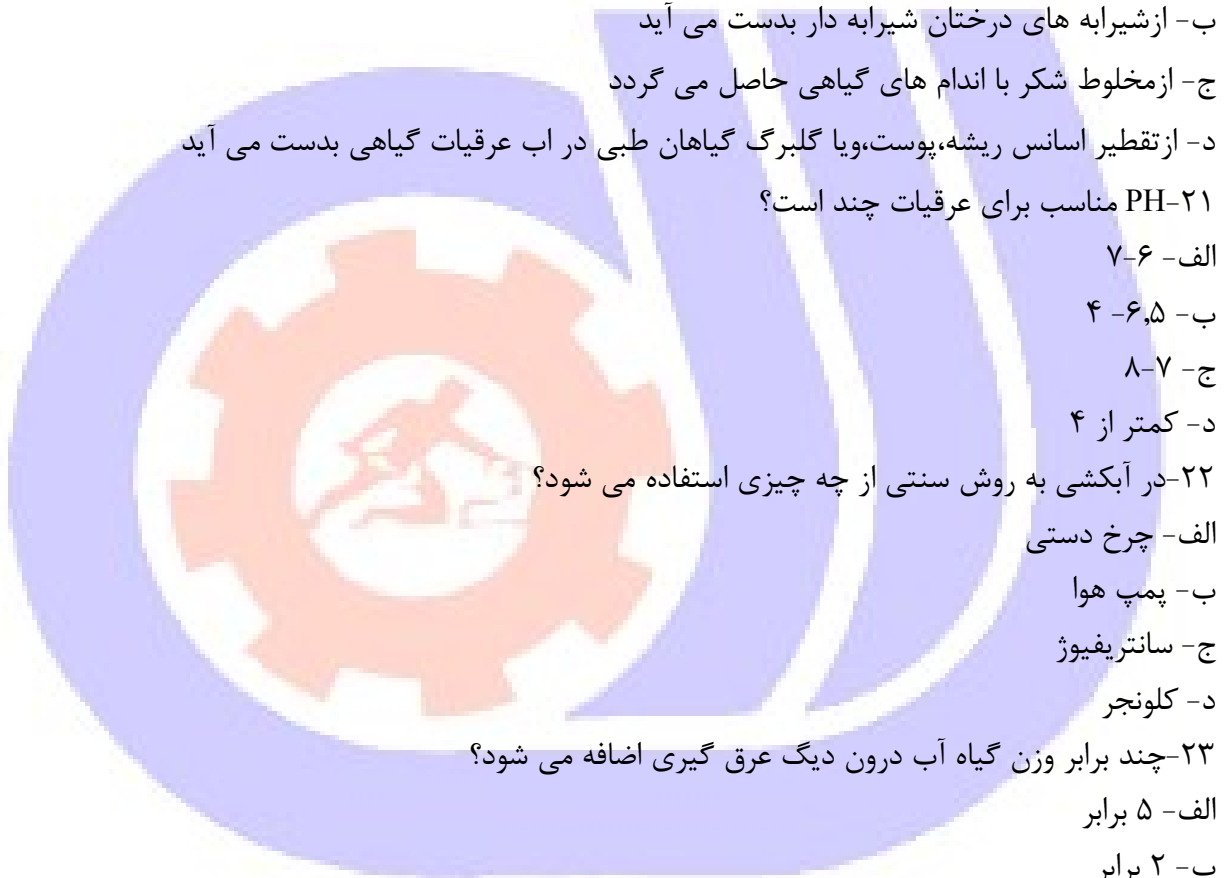 ب- ازشیرابه های درختان شیرابه دار بدست می آید
ج- ازمخلوط شکر با اندام های گیاهی حاصل می گردد
د- ازتقطیر اسانس ریشه،پوست،ویا گلبرگ گیاهان طبی در اب عرقیات گیاهی بدست می آید
۲۱-PH مناسب برای عرقیات چند است؟
الف- ۶-۷
ب- ۶,۵- ۴
ج- ۷-۸
د- کمتر از ۴
۲۲-در آبکشی به روش سنتی از چه چیزی استفاده می شود؟
الف- چرخ دستی
ب- پمپ هوا
ج- سانتریفیوژ
د- کلونجر
۲۳-چند برابر وزن گیاه آب درون دیگ عرق گیری اضافه می شود؟
الف- ۵ برابر
ب- ۲ برابر